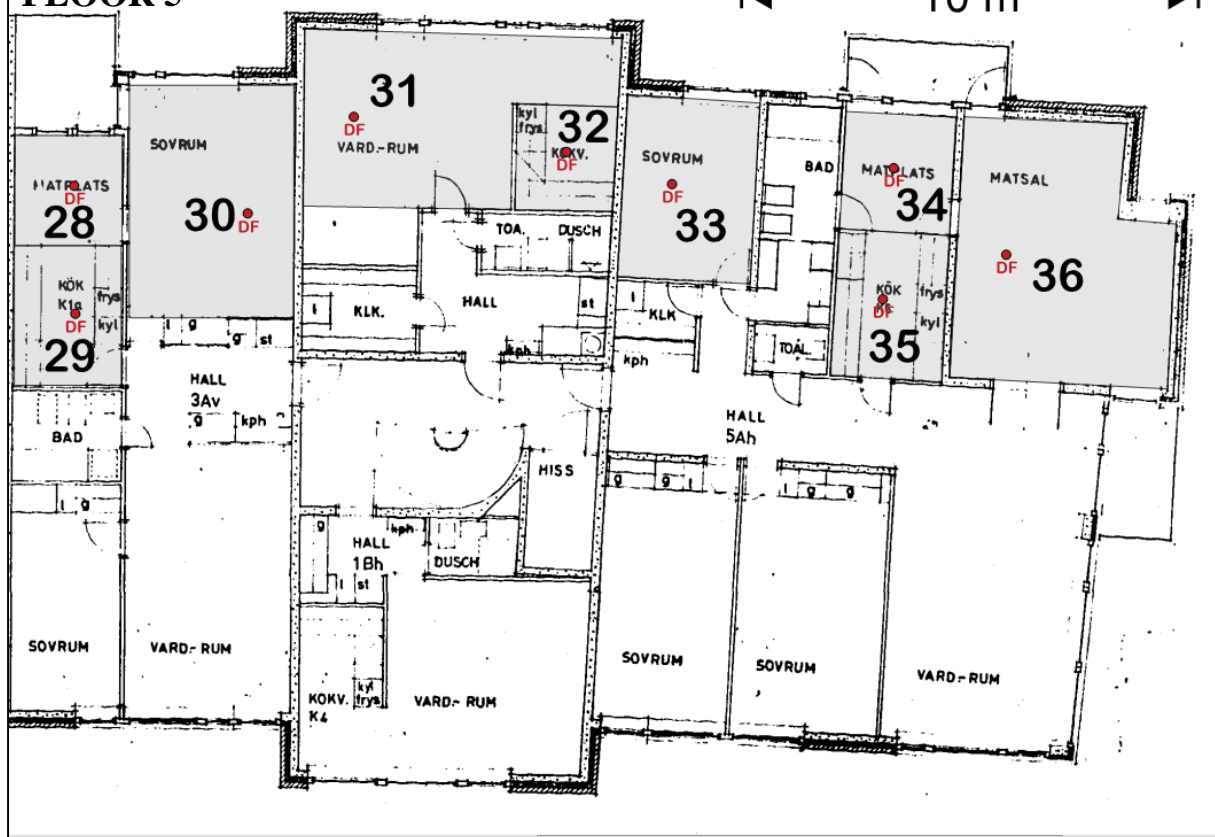 FLOOR 5
10 m
31
DF
VARD.-RUM
kyl
frys
32
KOKV.
DF
SOVRUM
30
DF
MATPLATS
DF
28
KÖK
K1a
frys
kyl
DF
29
SOVRUM
DF
33
BAD
MATPLATS
DF
34
MATSAL
DF
36
KÖK
DF
frys
kyl
35
TOA.
DUSCH
HALL
st
KLK.
l
kph
l
g
g
st
HALL
3Av
g
kph
BAD
l
g
l
KLK
kph
TOAL.
HALL
5Ah
HISS
g
g
l
l
g
g
g
kph
HALL
1Bh
l
st
DUSCH
SOVRUM
VARD.-RUM
KOKV.
K4
kyl
frys
VARD.- RUM
SOVRUM
SOVRUM
VARD.-RUM